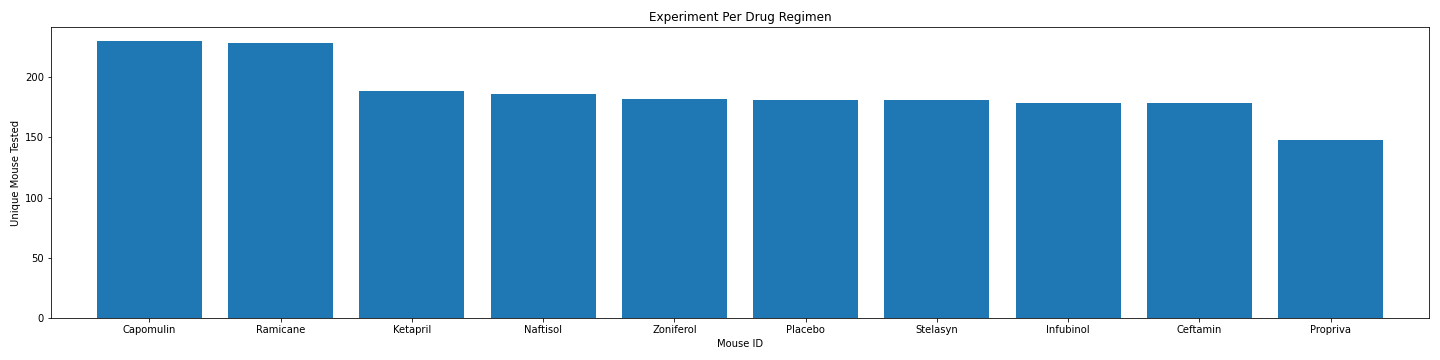 Experiment Per Drug Regimen
Unique Mouse Tested
200
150
100
50
0
Capomulin Ramicane Ketapril Naftisol Zoniferol Placebo Stelasyn Infubinol Ceftamin Propriva
Mouse ID